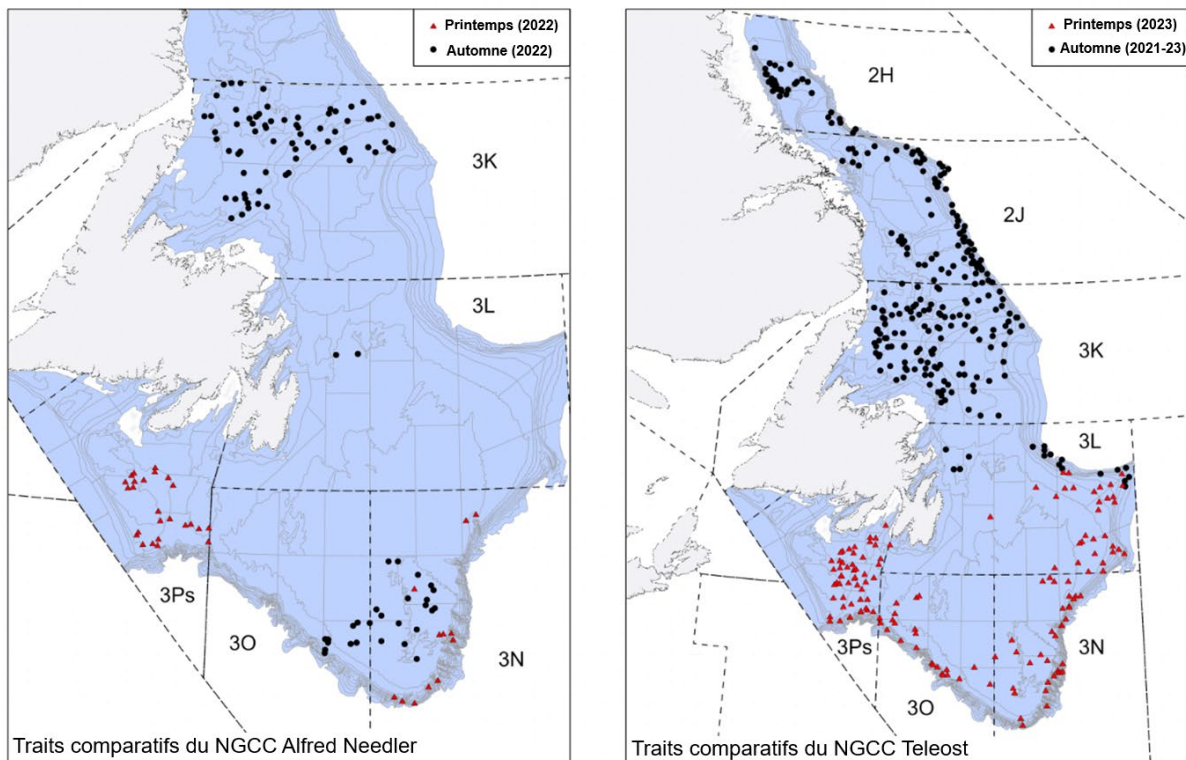 Printemps (2022)
Automne (2022)
3K
3L
3Ps
3O
3N
Traits comparatifs du NGCC Alfred Needler
Printemps (2023)
Automne (2021-23)
2H
2J
3K
3L
3Ps
3N
3O
Traits comparatifs du NGCC Teleost